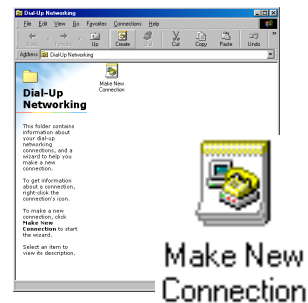 Dial-Up Networking
File Edit View Go Favorites Connections Help
Back Forward Up Create Dial Cut Copy Paste Undo
Address Dial-Up Networking
Dial-Up
Networking
Make New
Connection
This folder contains
information about
your dial-up
networking
connections, and a
wizard to help you
make a new
connection.
To get information
about a connection,
right-click the
connection's icon.
To make a new
connection, click
Make New
Connection to start
the wizard.
Select an item to
view its description.
Make New
Connection